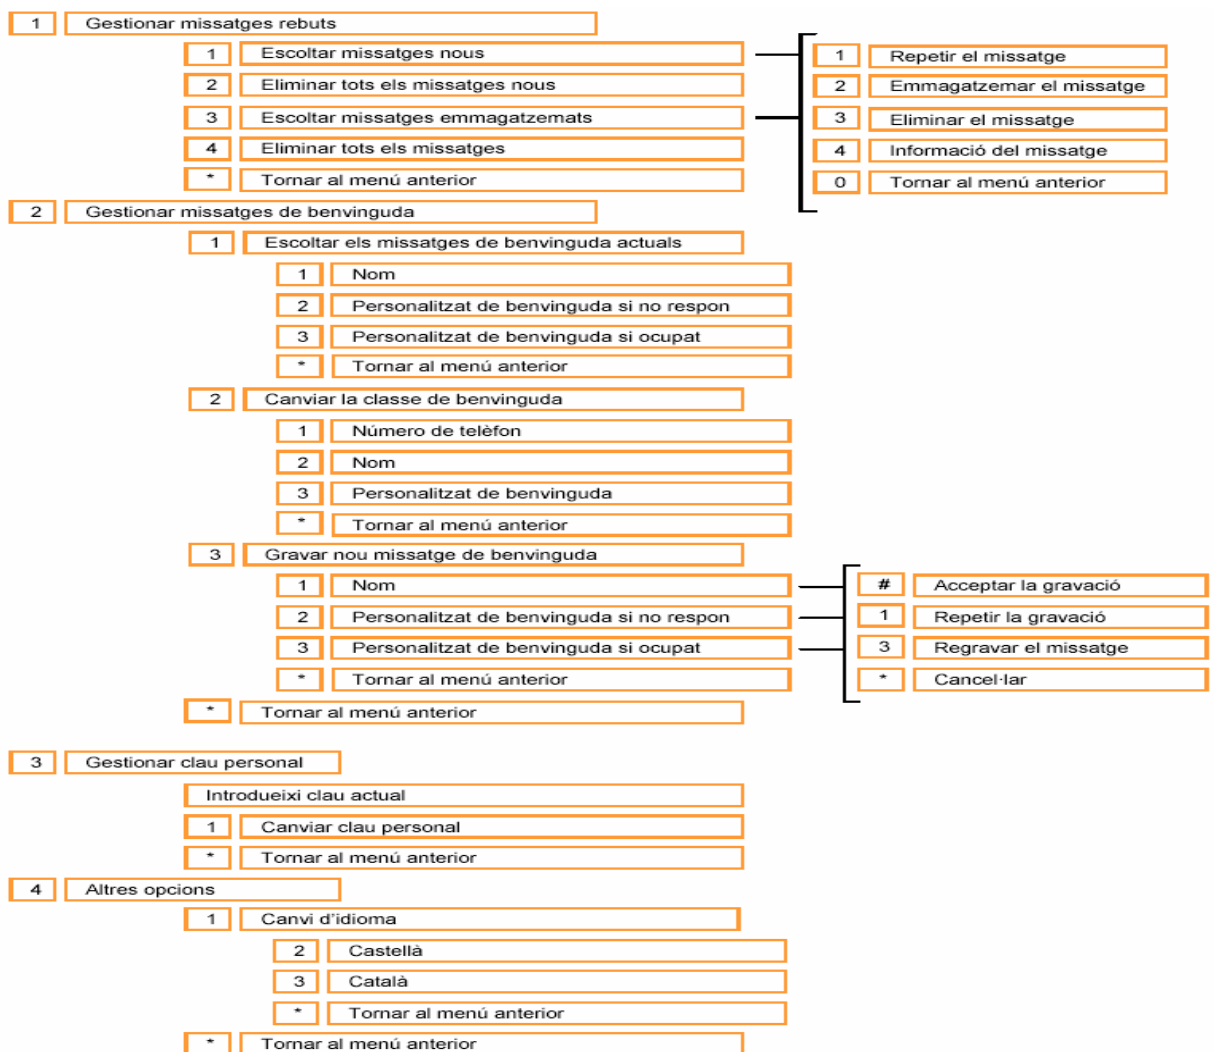 1 Gestionar missatges rebuts
1 Escoltar missatges nous
2 Eliminar tots els missatges nous
3 Escoltar missatges emmagatzemats
4 Eliminar tots els missatges
* Tornar al menú anterior
1 Repetir el missatge
2 Emmagatzemar el missatge
3 Eliminar el missatge
4 Informació del missatge
0 Tornar al menú anterior
2 Gestionar missatges de benvinguda
1 Escoltar els missatges de benvinguda actuals
1 Nom
2 Personalitzat de benvinguda si no respon
3 Personalitzat de benvinguda si ocupat
* Tornar al menú anterior
2 Canviar la classe de benvinguda
1 Número de telèfon
2 Nom
3 Personalitzat de benvinguda
* Tornar al menú anterior
3 Gravar nou missatge de benvinguda
1 Nom
2 Personalitzat de benvinguda si no respon
3 Personalitzat de benvinguda si ocupat
* Tornar al menú anterior
# Acceptar la gravació
1 Repetir la gravació
3 Regravar el missatge
* Cancel·lar
* Tornar al menú anterior
3 Gestionar clau personal
Introdueixi clau actual
1 Canviar clau personal
* Tornar al menú anterior
4 Altres opcions
1 Canvi d'idioma
2 Castellà
3 Català
* Tornar al menú anterior
* Tornar al menú anterior